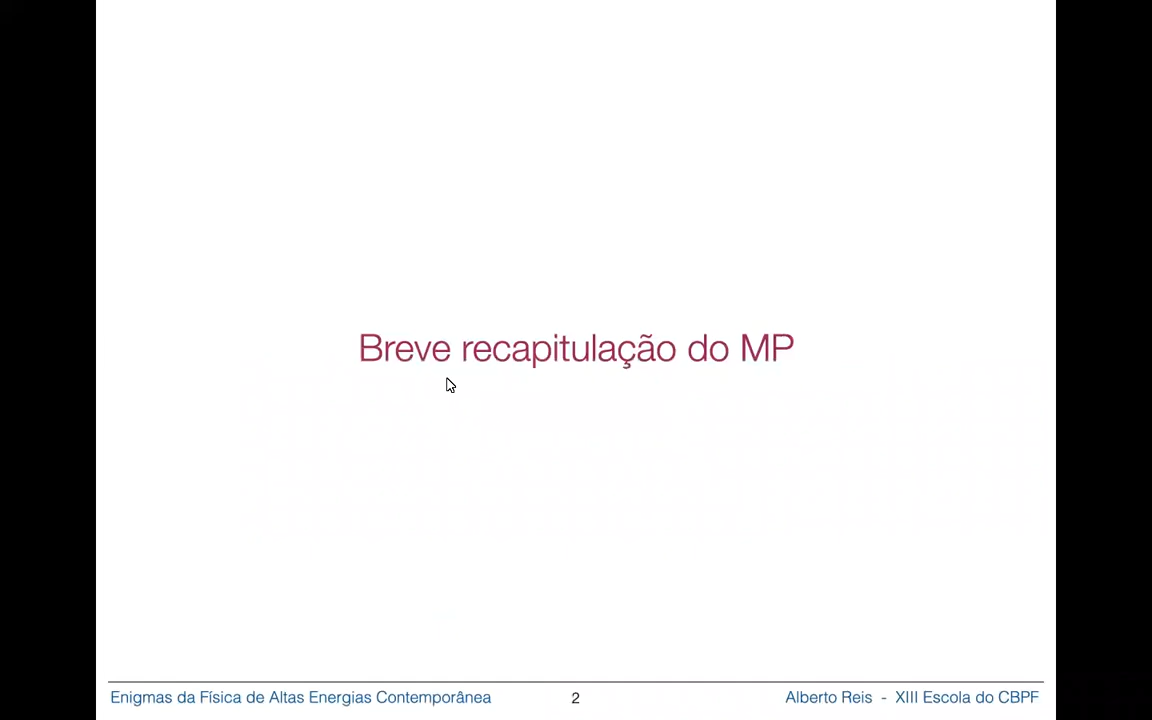 Breve recapitulação do MP
Enigmas da Física de Altas Energias Contemporânea 2 Alberto Reis - XIII Escola do CBPF